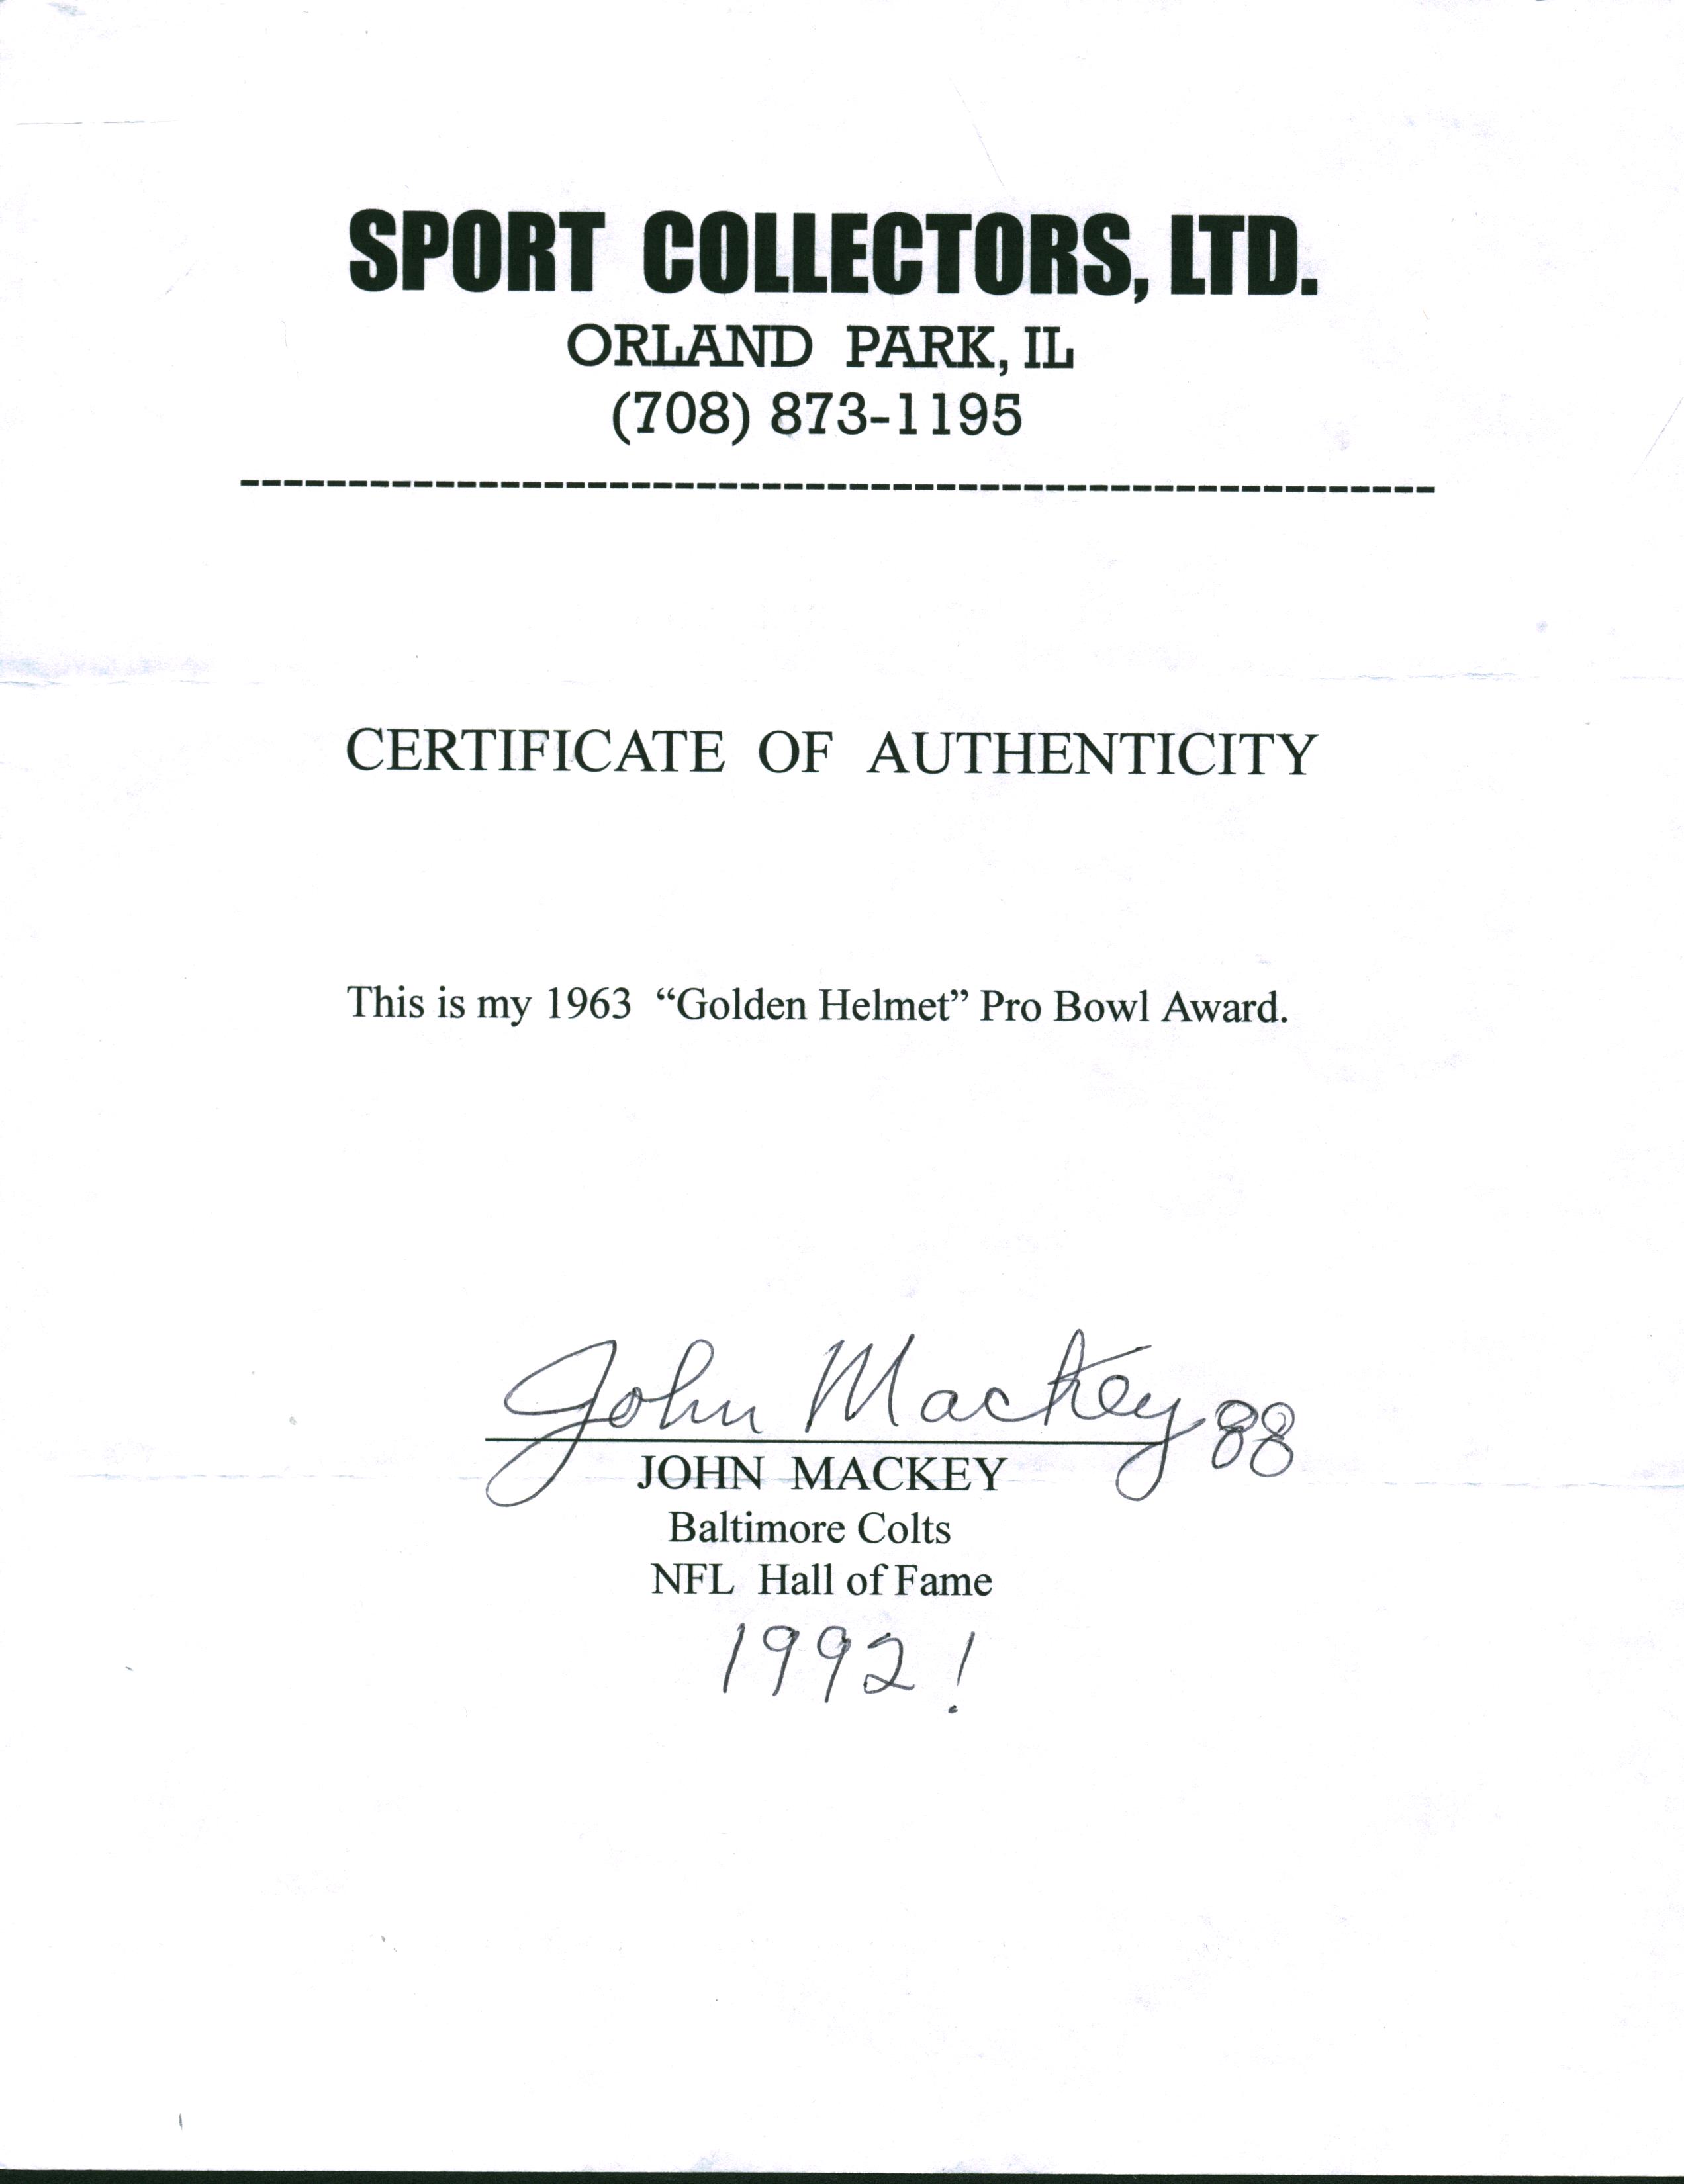 SPORT COLLECTORS, LTD.
ORLAND PARK, IL
(708) 873-1195
CERTIFICATE OF AUTHENTICITY
This is my 1963 “Golden Helmet” Pro Bowl Award.
John Mackey 88
JOHN MACKEY
Baltimore Colts
NFL Hall of Fame
1992!